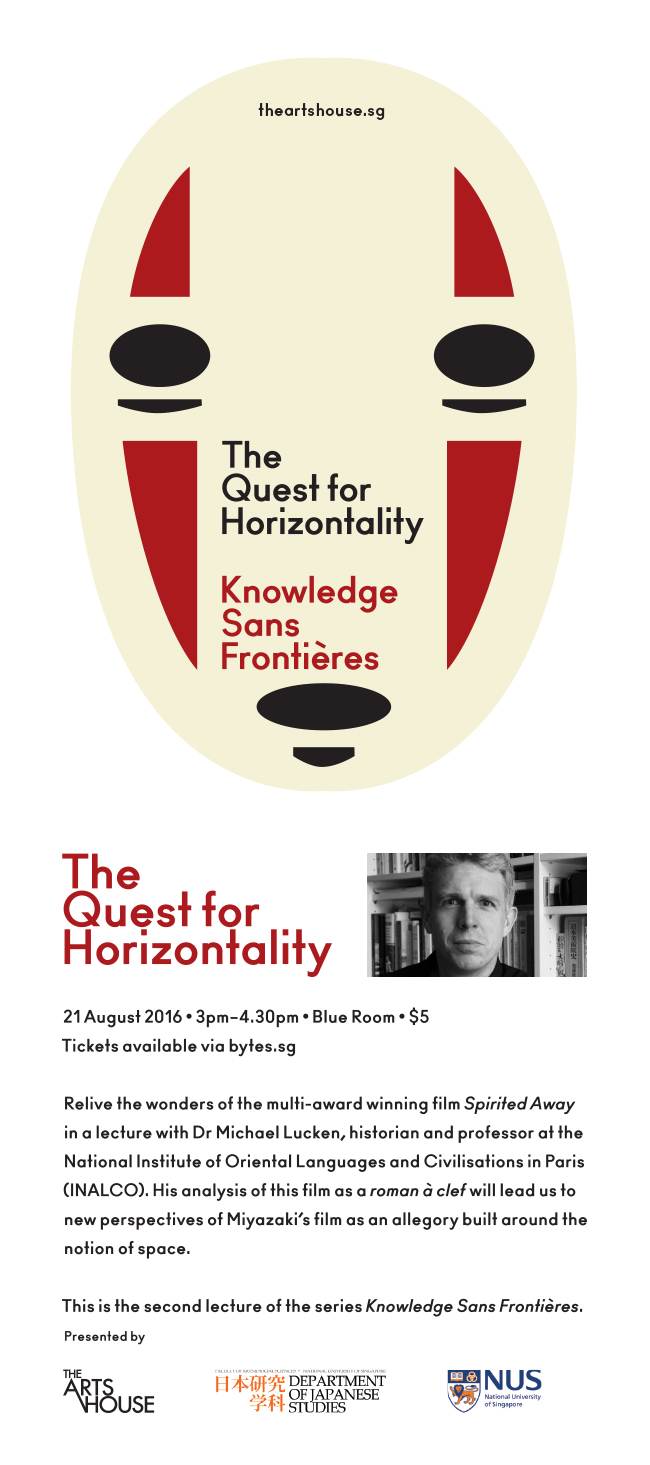 theartshouse.sg
The
Quest for
Horizontality
Knowledge
Sans
Frontières
The
Quest for
Horizontality
21 August 2016 • 3pm–4.30pm • Blue Room • $5
Tickets available via bytes.sg
Relive the wonders of the multi-award winning film Spirited Away
in a lecture with Dr Michael Lucken, historian and professor at the
National Institute of Oriental Languages and Civilisations in Paris
(INALCO). His analysis of this film as a roman à clef will lead us to
new perspectives of Miyazaki's film as an allegory built around the
notion of space.
This is the second lecture of the series Knowledge Sans Frontières.
Presented by
THE
ARTS
HOUSE
日本研究
学科
DEPARTMENT
OF JAPANESE
STUDIES
NUS
National University
of Singapore